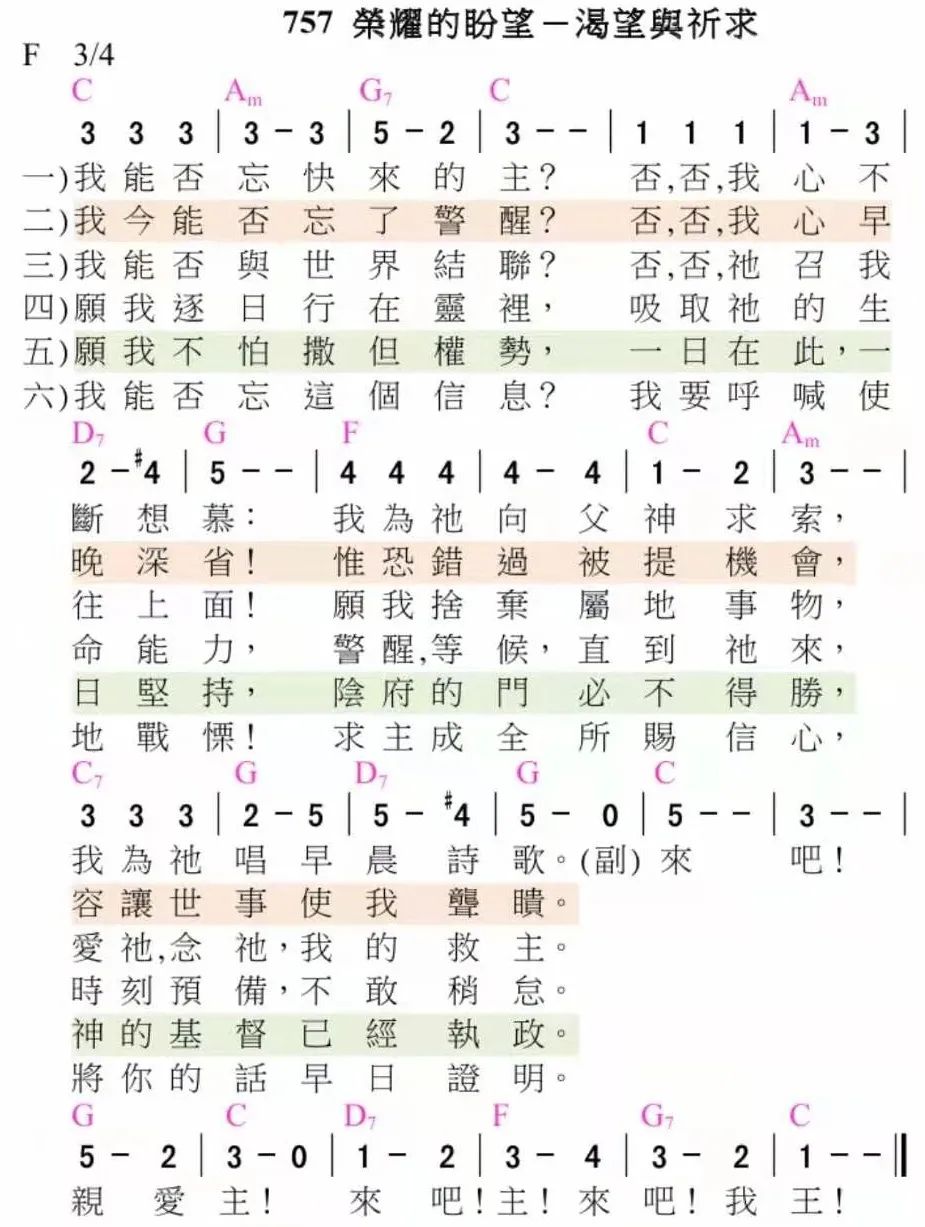 757 榮耀的盼望－渴望與祈求
F 3/4
C Am G7 C Am
3 3 3 | 3 － 3 | 5 － 2 | 3 － － | 1 1 1 | 1 － 3 |
一)我能否忘快來的主？ 否,否,我心不
二)我今能否忘了警醒？ 否,否,我心早
三)我能否與世界結聯？ 否,否,祂召我
四)願我逐日行在靈裡， 吸取祂的生
五)願我不怕撒但權勢， 一日在此，一
六)我能否忘這個信息？ 我要呼喊使
D7 G F C Am
2 －#4 | 5 － － | 4 4 4 | 4 － 4 | 1 － 2 | 3 － － |
斷想慕： 我為祂向父神求索，
晚深省！ 惟恐錯過被提機會，
往上面！ 願我捨棄屬地事物，
命能力， 警醒,等候，直到祂來，
日堅持， 陰府的門必不得勝，
地戰慄！ 求主成全所賜信心，
C7 G D7 G C
3 3 3 | 2 － 5 | 5 － #4 | 5 － 0 | 5 － － | 3 － － |
我為祂唱早晨詩歌。(副)來吧！
容讓世事使我聾瞶。
愛祂,念祂，我的救主。
時刻預備，不敢稍怠。
神的基督已經執政。
將你的話早日證明。
G C D7 F G7 C
5 － 2 | 3 － 0 | 1 － 2 | 3 － 4 | 3 － 2 | 1 － － ‖
親愛主！來吧！主！來吧！我王！